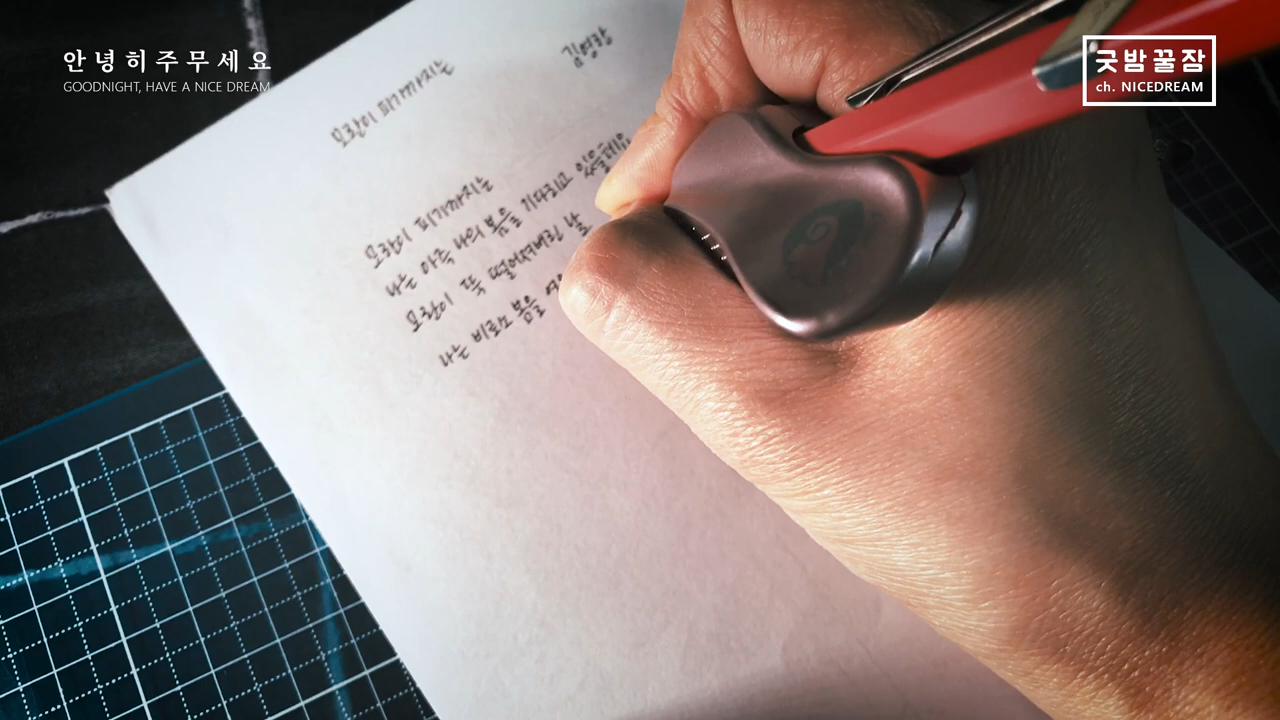 안녕히주무세요
GOODNIGHT, HAVE A NICE DREAM
굿밤꿀잠
ch. NICEDREAM
모란이 피기까지는
김영랑
모란이 피기까지는
나는 아즉 나의 봄을 기다리고 있을테요
모란이 뚝 떨어져버린 날
나는 비로소 봄을